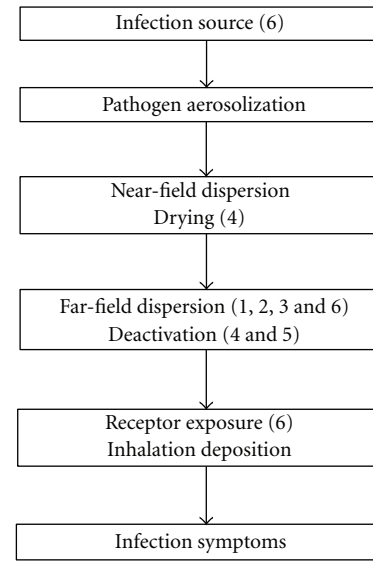 Infection source (6)
Pathogen aerosolization
Near-field dispersion
Drying (4)
Far-field dispersion (1, 2, 3 and 6)
Deactivation (4 and 5)
Receptor exposure (6)
Inhalation deposition
Infection symptoms